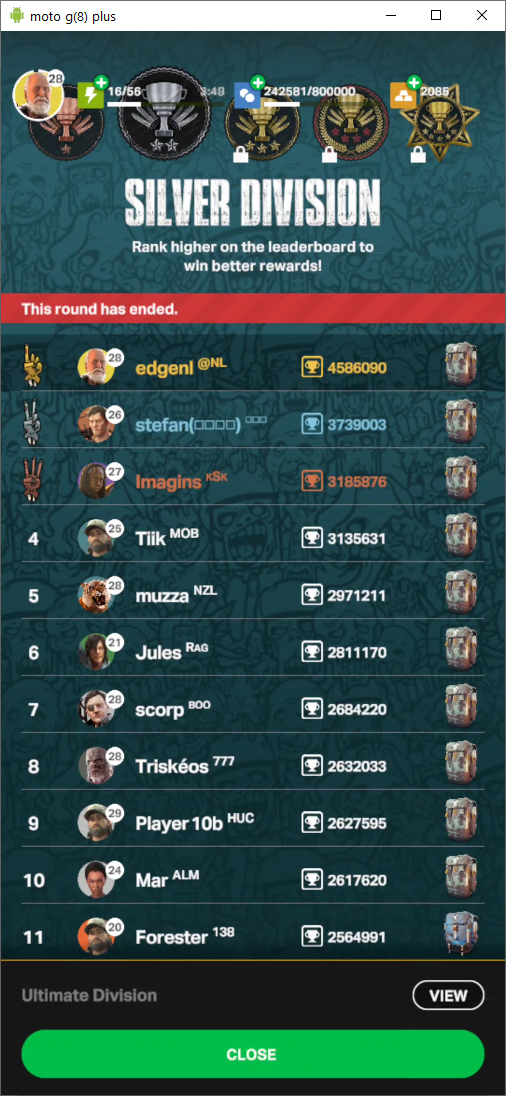 moto g(8) plus
28
16/56
3:48
242581/800000
2085
SILVER DIVISION
Rank higher on the leaderboard to
win better rewards!
This round has ended.
28 edgenl @NL 4586090
26 stefan(□□□□) □□□ 3739003
27 Imagins KSK 3185876
4 25 Tiik MOB 3135631
5 28 muzza NZL 2971211
6 21 Jules RAG 2811170
7 28 scorp BOO 2684220
8 28 Triskéos 777 2632033
9 29 Player 10b HUC 2627595
10 24 Mar ALM 2617620
11 20 Forester 138 2564991
Ultimate Division
VIEW
CLOSE